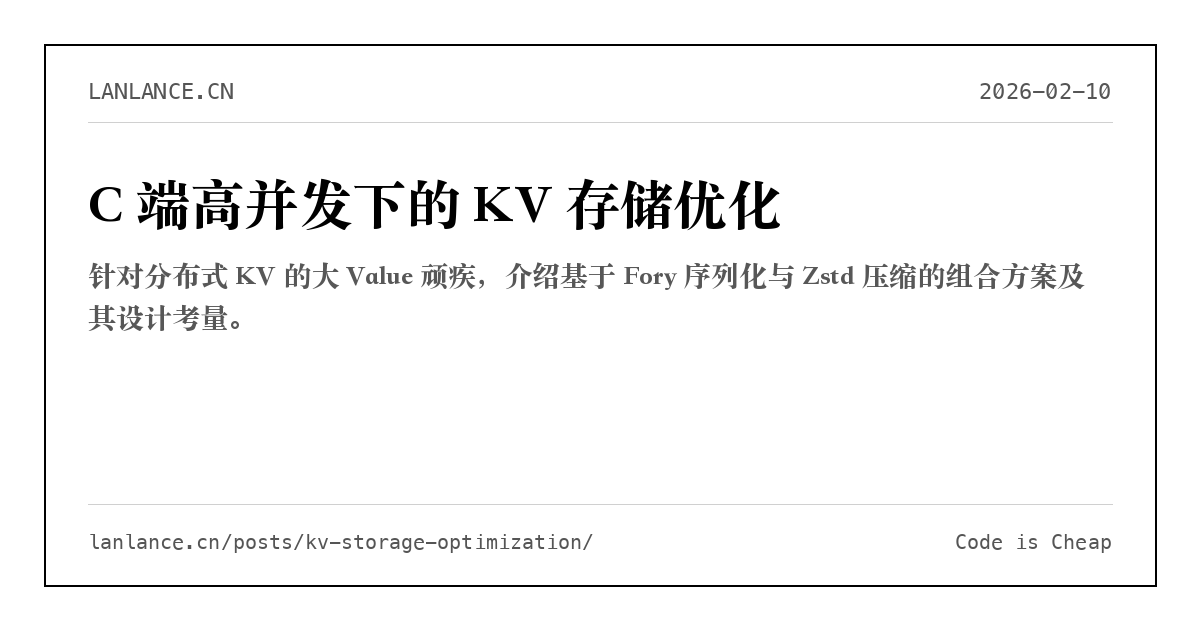 LANLANCE.CN
2026-02-10
C 端高并发下的 KV 存储优化
针对分布式 KV 的大 Value 顽疾，介绍基于 Fory 序列化与 Zstd 压缩的组合方案及
其设计考量。
lanlance.cn/posts/kv-storage-optimization/
Code is Cheap